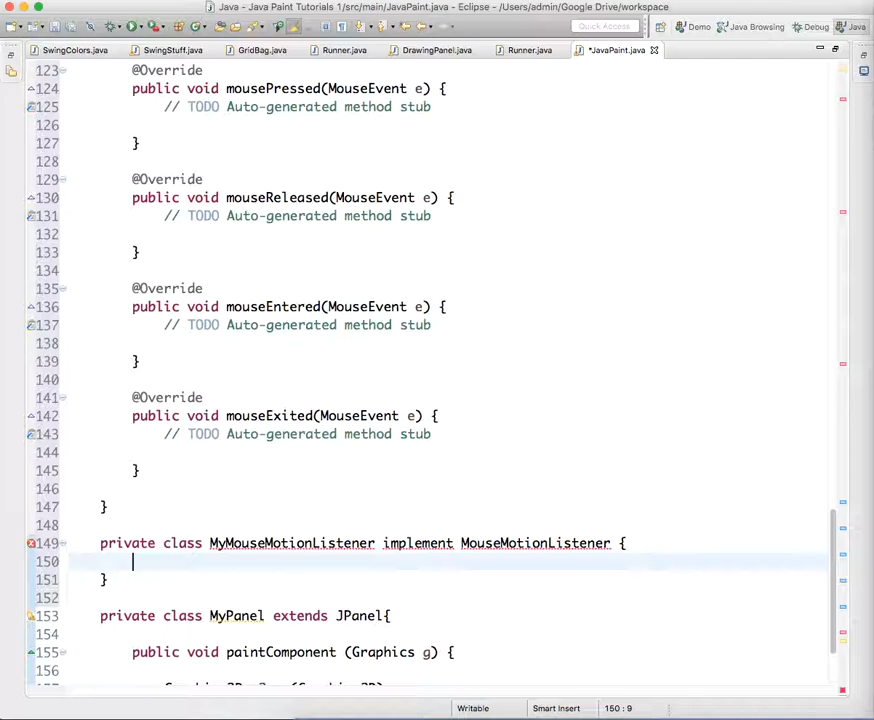 Java - Java Paint Tutorials 1/src/main/JavaPaint.java - Eclipse - /Users/admin/Google Drive/workspace
Quick Access
Demo
Java Browsing
Debug
Java
SwingColors.java
SwingStuff.java
GridBag.java
Runner.java
DrawingPanel.java
Runner.java
*JavaPaint.java
123 @Override
124 public void mousePressed(MouseEvent e) {
125 // TODO Auto-generated method stub
126
127 }
128
129 @Override
130 public void mouseReleased(MouseEvent e) {
131 // TODO Auto-generated method stub
132
133 }
134
135 @Override
136 public void mouseEntered(MouseEvent e) {
137 // TODO Auto-generated method stub
138
139 }
140
141 @Override
142 public void mouseExited(MouseEvent e) {
143 // TODO Auto-generated method stub
144
145 }
146
147 }
148
149 private class MyMouseMotionListener implement MouseMotionListener {
150
151 }
152
153 private class MyPanel extends JPanel{
154
155 public void paintComponent (Graphics g) {
156
Writable
Smart Insert
150 : 9